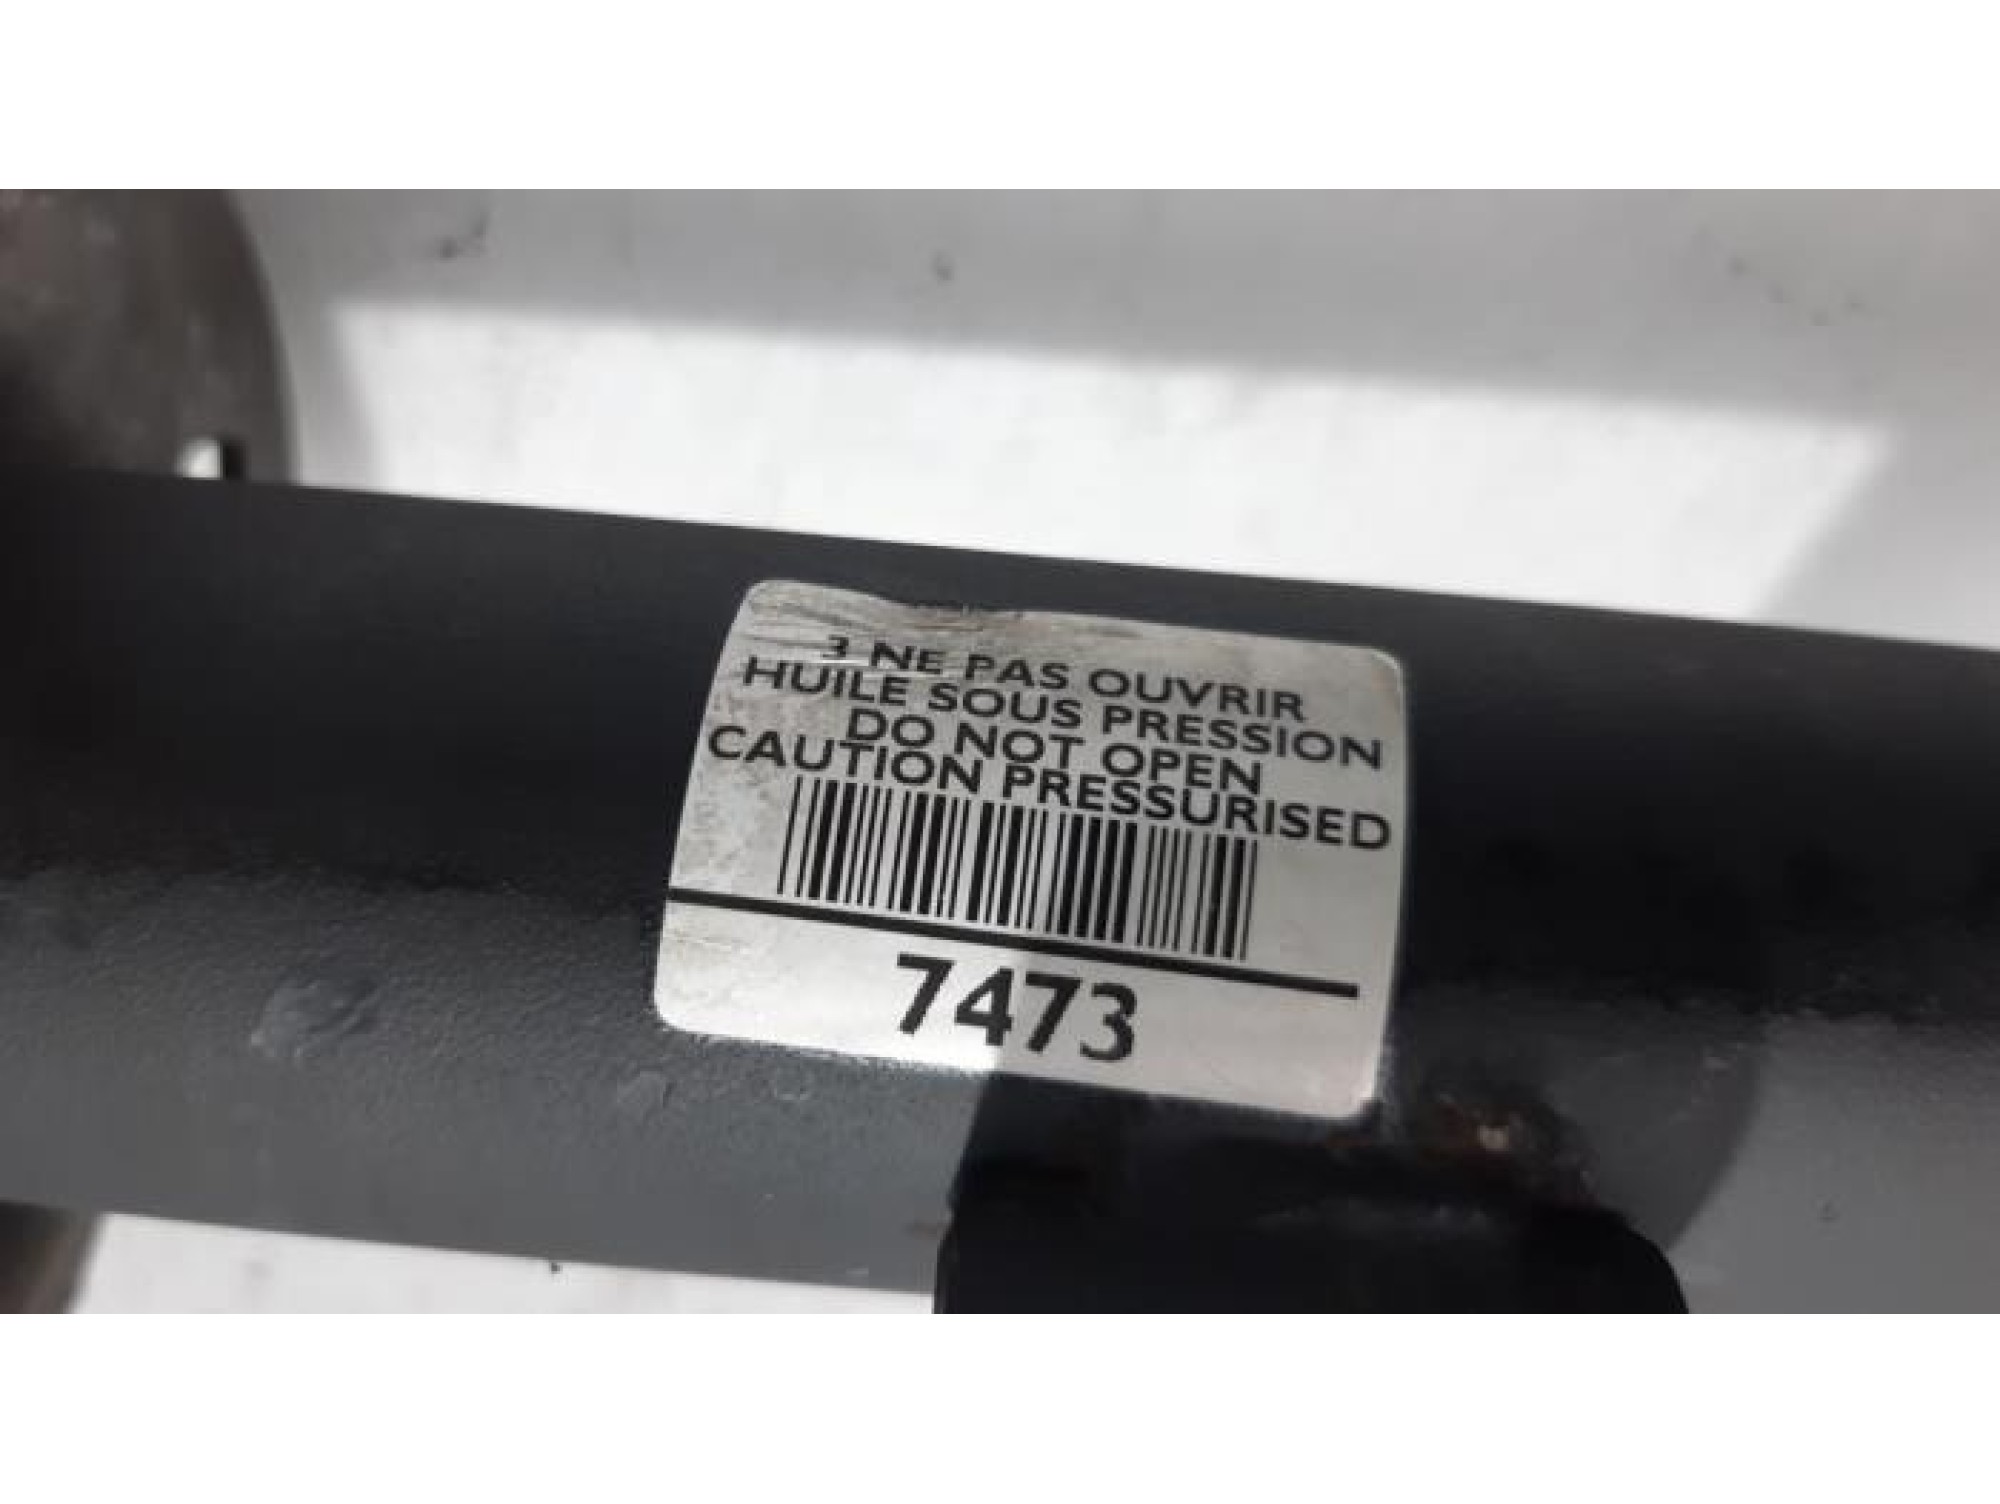 3 NE PAS OUVRIR
HUILE SOUS PRESSION
DO NOT OPEN
CAUTION PRESSURISED
7473